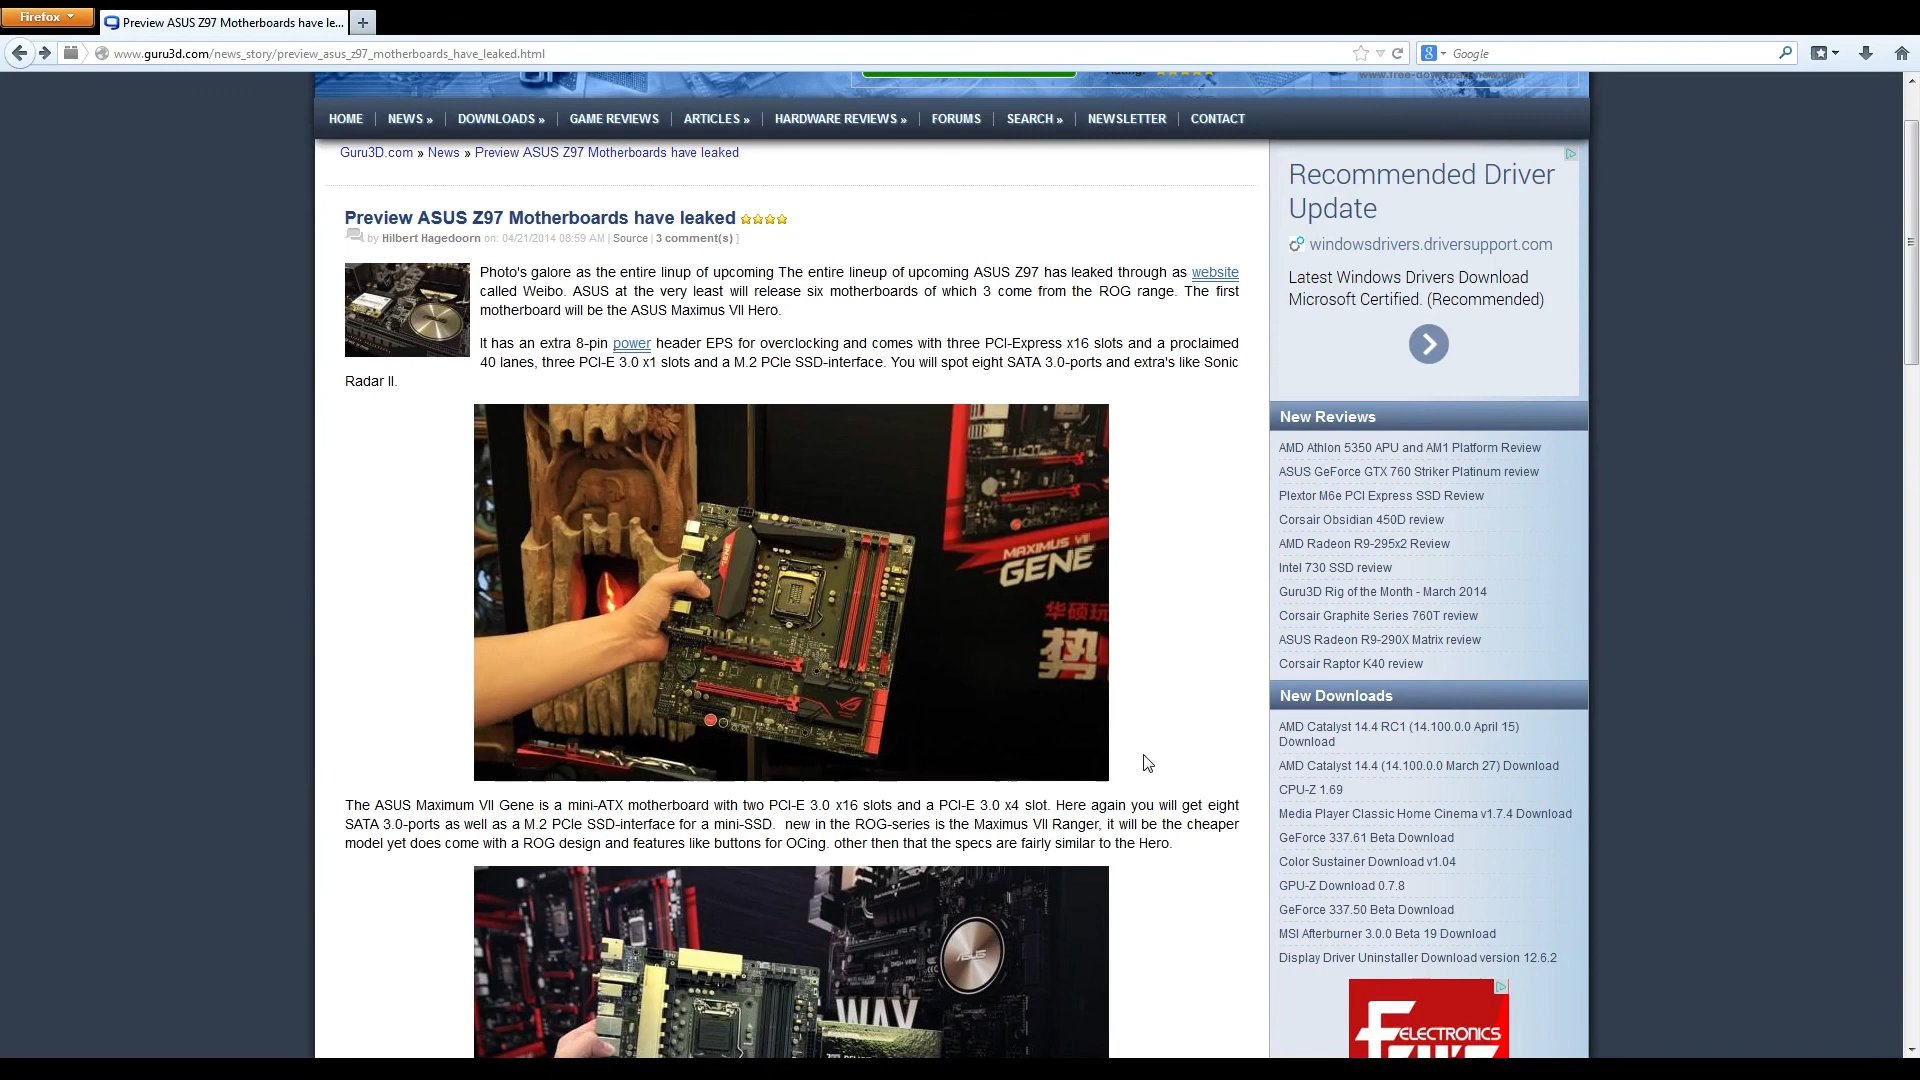 Firefox
Preview ASUS Z97 Motherboards have le...
www.guru3d.com/news_story/preview_asus_z97_motherboards_have_leaked.html
Google
www.free-download-now.com
HOME
NEWS »
DOWNLOADS »
GAME REVIEWS
ARTICLES »
HARDWARE REVIEWS »
FORUMS
SEARCH »
NEWSLETTER
CONTACT
Guru3D.com » News » Preview ASUS Z97 Motherboards have leaked
Preview ASUS Z97 Motherboards have leaked
by Hilbert Hagedoorn on: 04/21/2014 08:59 AM | Source | 3 comment(s) ]
Photo's galore as the entire linup of upcoming The entire lineup of upcoming ASUS Z97 has leaked through as website
called Weibo. ASUS at the very least will release six motherboards of which 3 come from the ROG range. The first
motherboard will be the ASUS Maximus VII Hero.
It has an extra 8-pin power header EPS for overclocking and comes with three PCI-Express x16 slots and a proclaimed
40 lanes, three PCI-E 3.0 x1 slots and a M.2 PCIe SSD-interface. You will spot eight SATA 3.0-ports and extra's like Sonic
Radar II.
GENE
MAXIMUS VII
GENE
华硕玩
势
The ASUS Maximum VII Gene is a mini-ATX motherboard with two PCI-E 3.0 x16 slots and a PCI-E 3.0 x4 slot. Here again you will get eight
SATA 3.0-ports as well as a M.2 PCIe SSD-interface for a mini-SSD.  new in the ROG-series is the Maximus VII Ranger, it will be the cheaper
model yet does come with a ROG design and features like buttons for OCing. other then that the specs are fairly similar to the Hero.
ASUS
WAY
Recommended Driver
Update
windowsdrivers.driversupport.com
Latest Windows Drivers Download
Microsoft Certified. (Recommended)
New Reviews
AMD Athlon 5350 APU and AM1 Platform Review
ASUS GeForce GTX 760 Striker Platinum review
Plextor M6e PCI Express SSD Review
Corsair Obsidian 450D review
AMD Radeon R9-295x2 Review
Intel 730 SSD review
Guru3D Rig of the Month - March 2014
Corsair Graphite Series 760T review
ASUS Radeon R9-290X Matrix review
Corsair Raptor K40 review
New Downloads
AMD Catalyst 14.4 RC1 (14.100.0.0 April 15)
Download
AMD Catalyst 14.4 (14.100.0.0 March 27) Download
CPU-Z 1.69
Media Player Classic Home Cinema v1.7.4 Download
GeForce 337.61 Beta Download
Color Sustainer Download v1.04
GPU-Z Download 0.7.8
GeForce 337.50 Beta Download
MSI Afterburner 3.0.0 Beta 19 Download
Display Driver Uninstaller Download version 12.6.2
ELECTRONICS